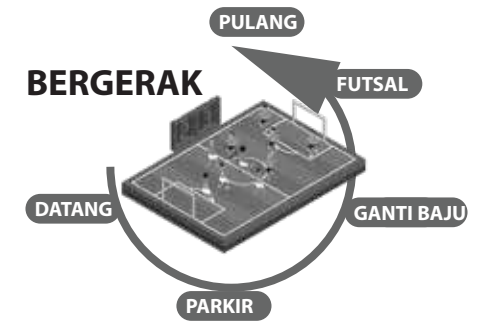 PULANG
BERGERAK
FUTSAL
DATANG
GANTI BAJU
PARKIR